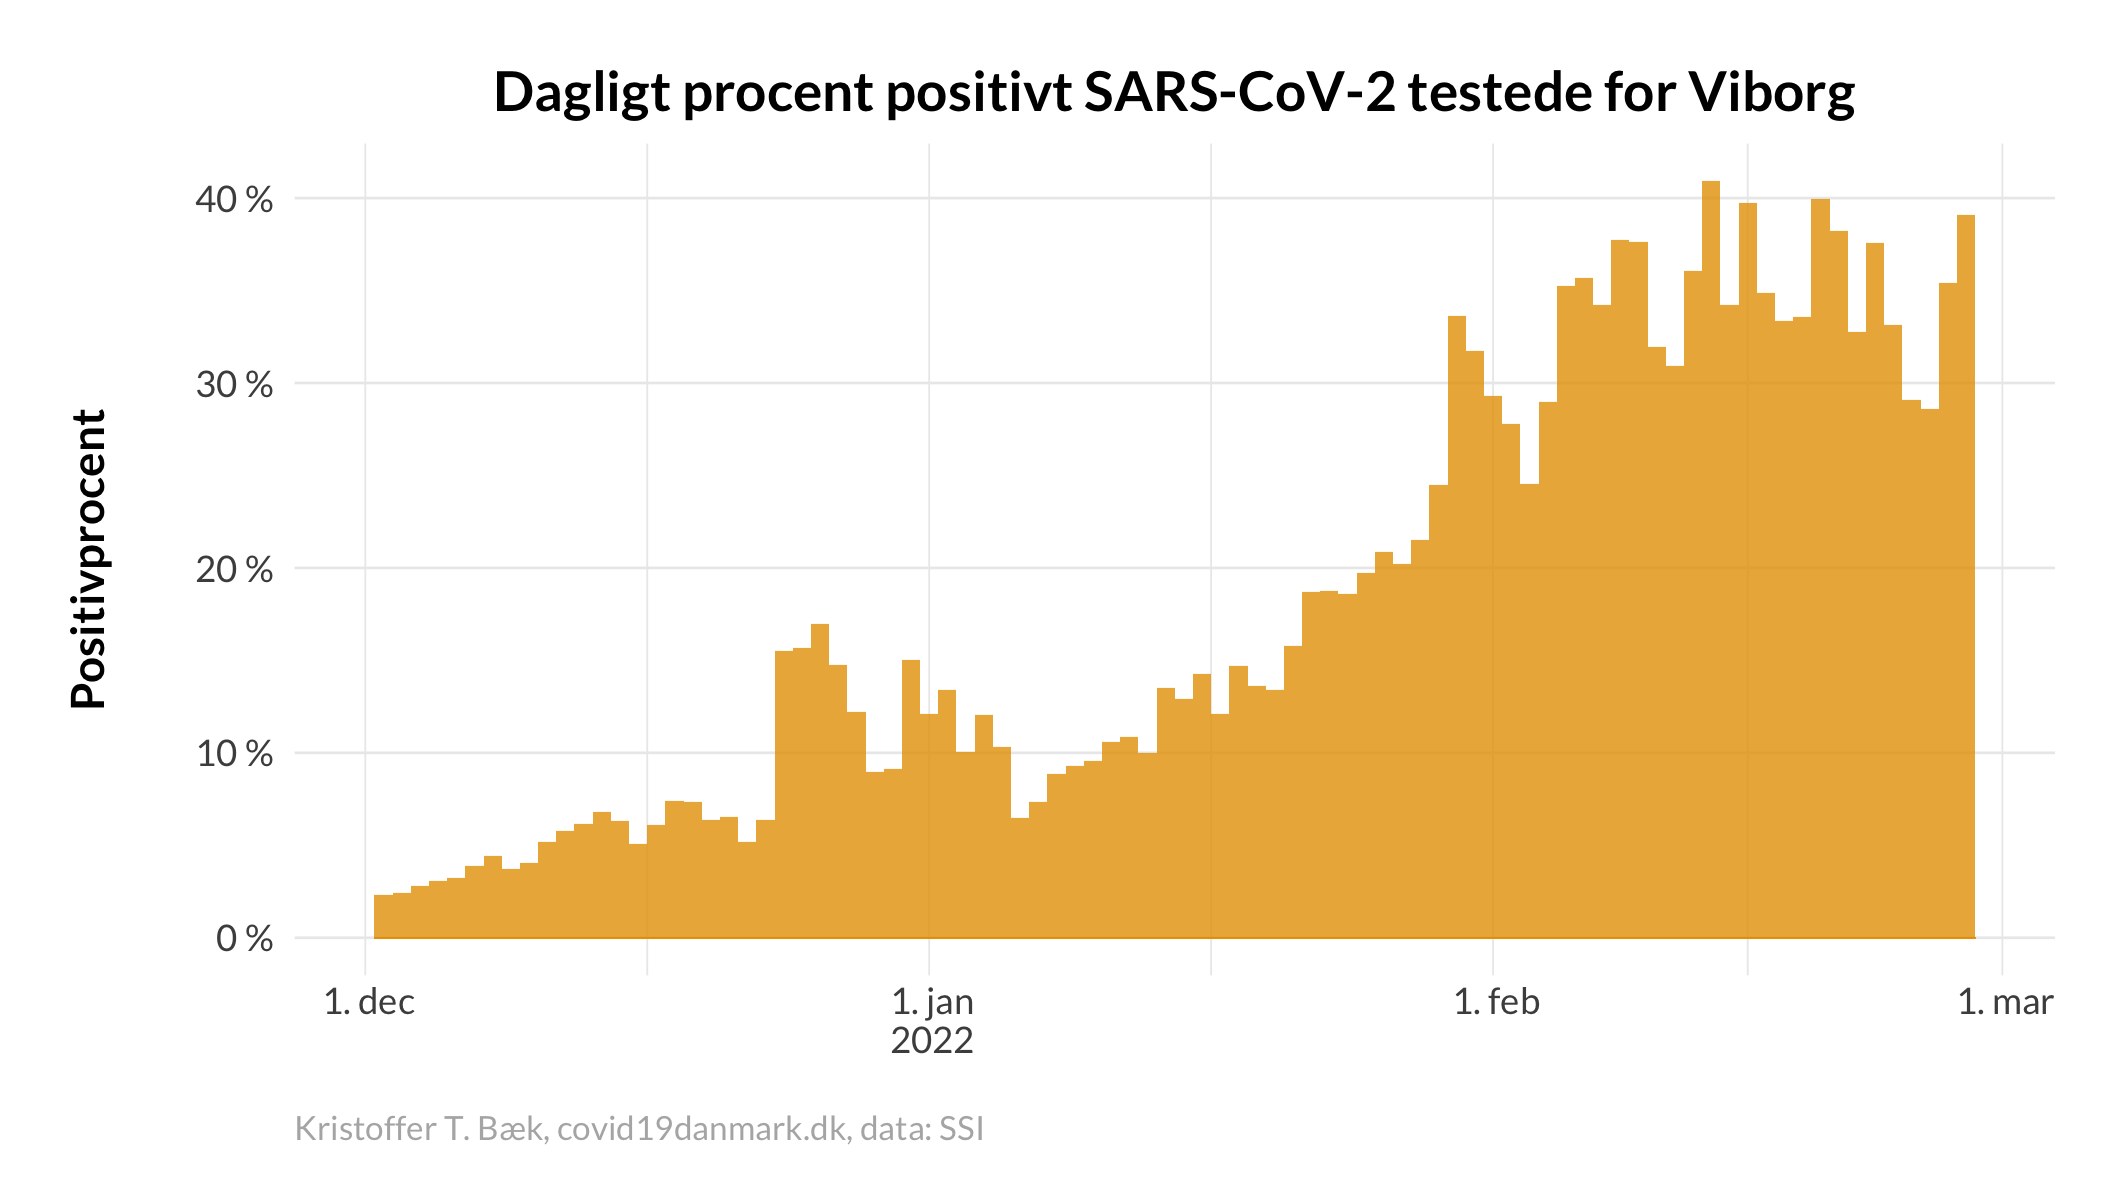 Dagligt procent positivt SARS-CoV-2 testede for Viborg
Positivprocent
40 %
30 %
20 %
10 %
0 %
1. dec
1. jan
2022
1. feb
1. mar
Kristoffer T. Bæk, covid19danmark.dk, data: SSI